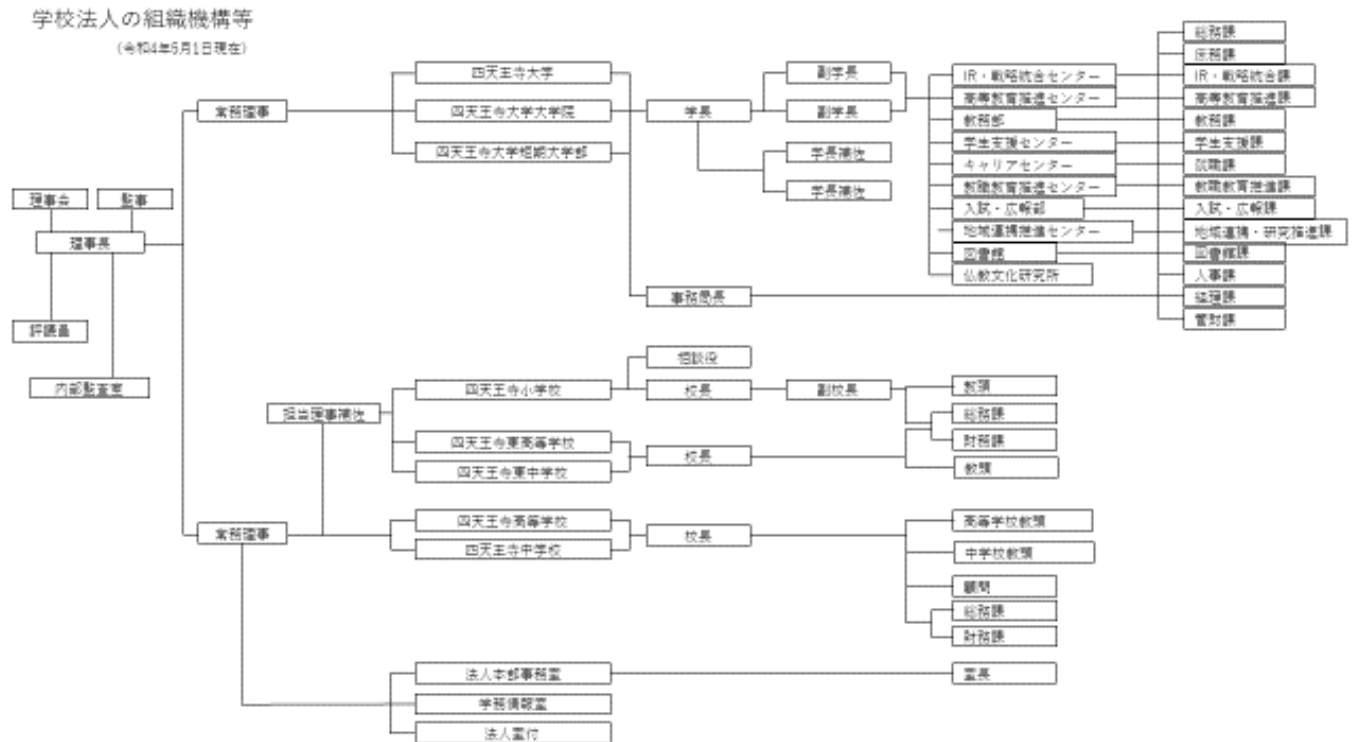 学校法人の組織機構等
(令和4年5月1日現在)
理事会
監事
理事長
評議員
内部監査室
常務理事
四天王寺大学
四天王寺大学大学院
四天王寺大学短期大学部
学長
副学長
副学長
学長補佐
学長補佐
事務局長
IR・戦略統合センター
高等教育推進センター
教務部
学生支援センター
キャリアセンター
教職教育推進センター
入試・広報部
地域連携推進センター
図書館
仏教文化研究所
総務課
庶務課
IR・戦略統合課
高等教育推進課
教務課
学生支援課
就職課
教職教育推進課
入試・広報課
地域連携・研究推進課
図書館課
人事課
経理課
管財課
常務理事
担当理事補佐
四天王寺小学校
相談役
校長
副校長
教頭
総務課
財務課
教頭
四天王寺東高等学校
四天王寺東中学校
校長
四天王寺高等学校
四天王寺中学校
校長
高等学校教頭
中学校教頭
顧問
総務課
財務課
法人本部事務室
室長
学務情報室
法人室付